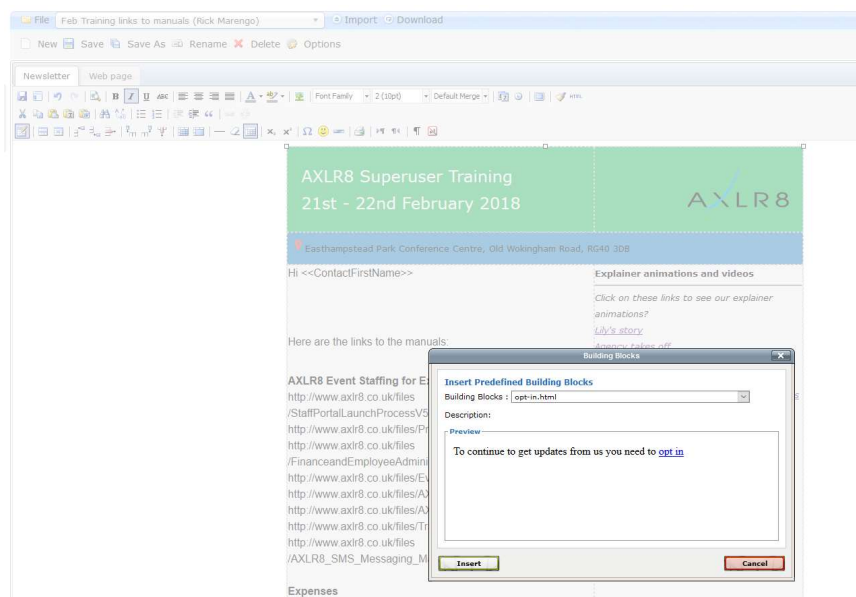 File Feb Training links to manuals (Rick Marengo) Import Download
New Save Save As Rename Delete Options
Newsletter Web page
B I U ABC A Font Family 2 (10pt) Default Merge HTML
AXLR8 Superuser Training
21st - 22nd February 2018
AXLR8
Easthampstead Park Conference Centre, Old Wokingham Road, RG40 3DB
Hi <<ContactFirstName>>
Explainer animations and videos
Click on these links to see our explainer
animations?
Lily's story
Agency takes off
Here are the links to the manuals:
AXLR8 Event Staffing for E
http://www.axlr8.co.uk/files
/StaffPortalLaunchProcessV5
http://www.axlr8.co.uk/files/Pr
http://www.axlr8.co.uk/files
/FinanceandEmployeeAdmini
http://www.axlr8.co.uk/files/Ev
http://www.axlr8.co.uk/files/AX
http://www.axlr8.co.uk/files/AX
http://www.axlr8.co.uk/files/Tr
http://www.axlr8.co.uk/files
/AXLR8_SMS_Messaging_M
Expenses
Building Blocks
Insert Predefined Building Blocks
Building Blocks : opt-in.html
Description:
Preview
To continue to get updates from us you need to opt in
Insert Cancel